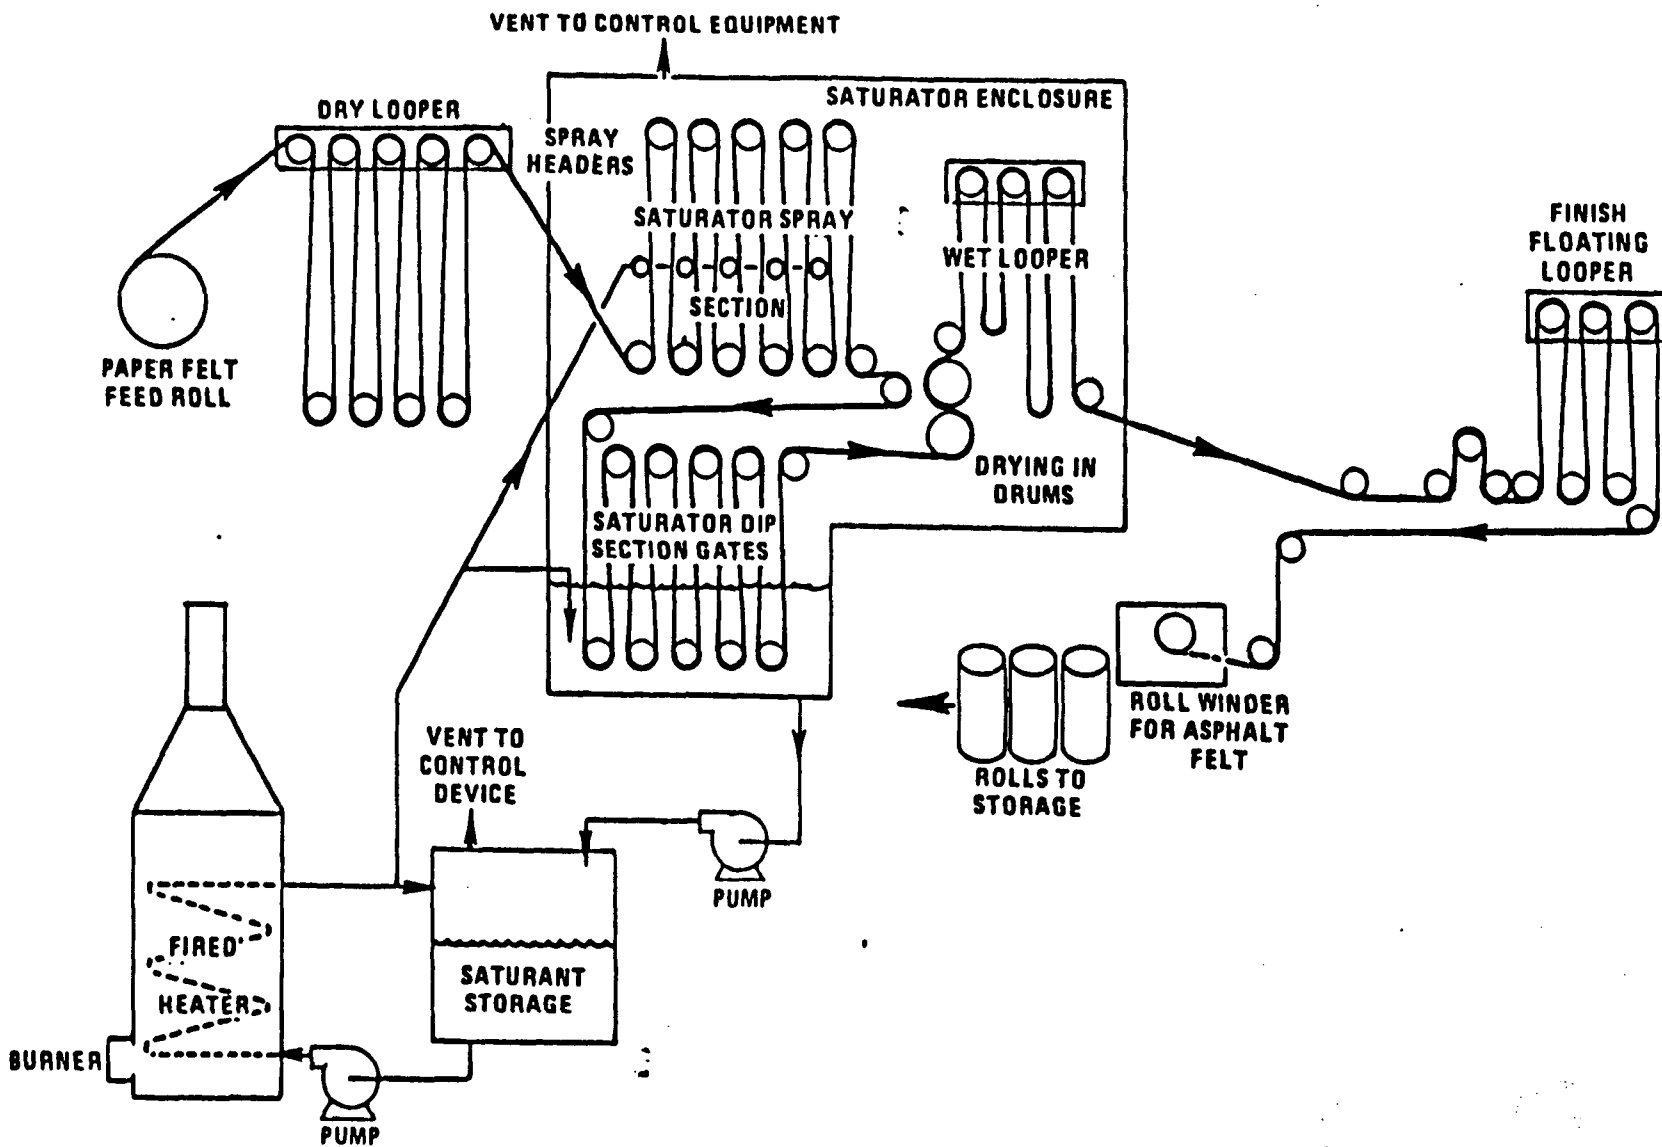 VENT TO CONTROL EQUIPMENT
SATURATOR ENCLOSURE
DRY LOOPER
SPRAY
HEADERS
SATURATOR SPRAY
SECTION
WET LOOPER
FINISH
FLOATING
LOOPER
PAPER FELT
FEED ROLL
DRYING IN
DRUMS
SATURATOR DIP
SECTION GATES
ROLL WINDER
FOR ASPHALT
FELT
ROLLS TO
STORAGE
VENT TO
CONTROL
DEVICE
PUMP
FIRED
HEATER
SATURANT
STORAGE
BURNER
PUMP